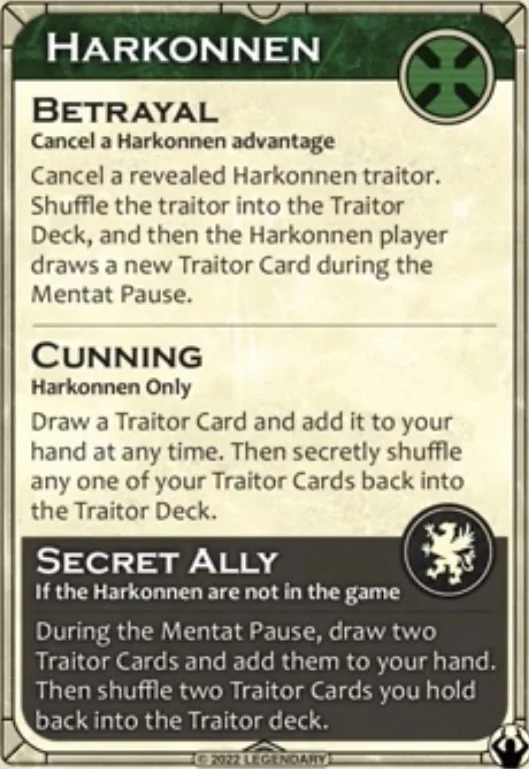 HARKONNEN
BETRAYAL
Cancel a Harkonnen advantage
Cancel a revealed Harkonnen traitor.
Shuffle the traitor into the Traitor
Deck, and then the Harkonnen player
draws a new Traitor Card during the
Mentat Pause.
CUNNING
Harkonnen Only
Draw a Traitor Card and add it to your
hand at any time. Then secretly shuffle
any one of your Traitor Cards back into
the Traitor Deck.
SECRET ALLY
If the Harkonnen are not in the game
During the Mentat Pause, draw two
Traitor Cards and add them to your hand.
Then shuffle two Traitor Cards you hold
back into the Traitor deck.
© 2022 LEGENDARY